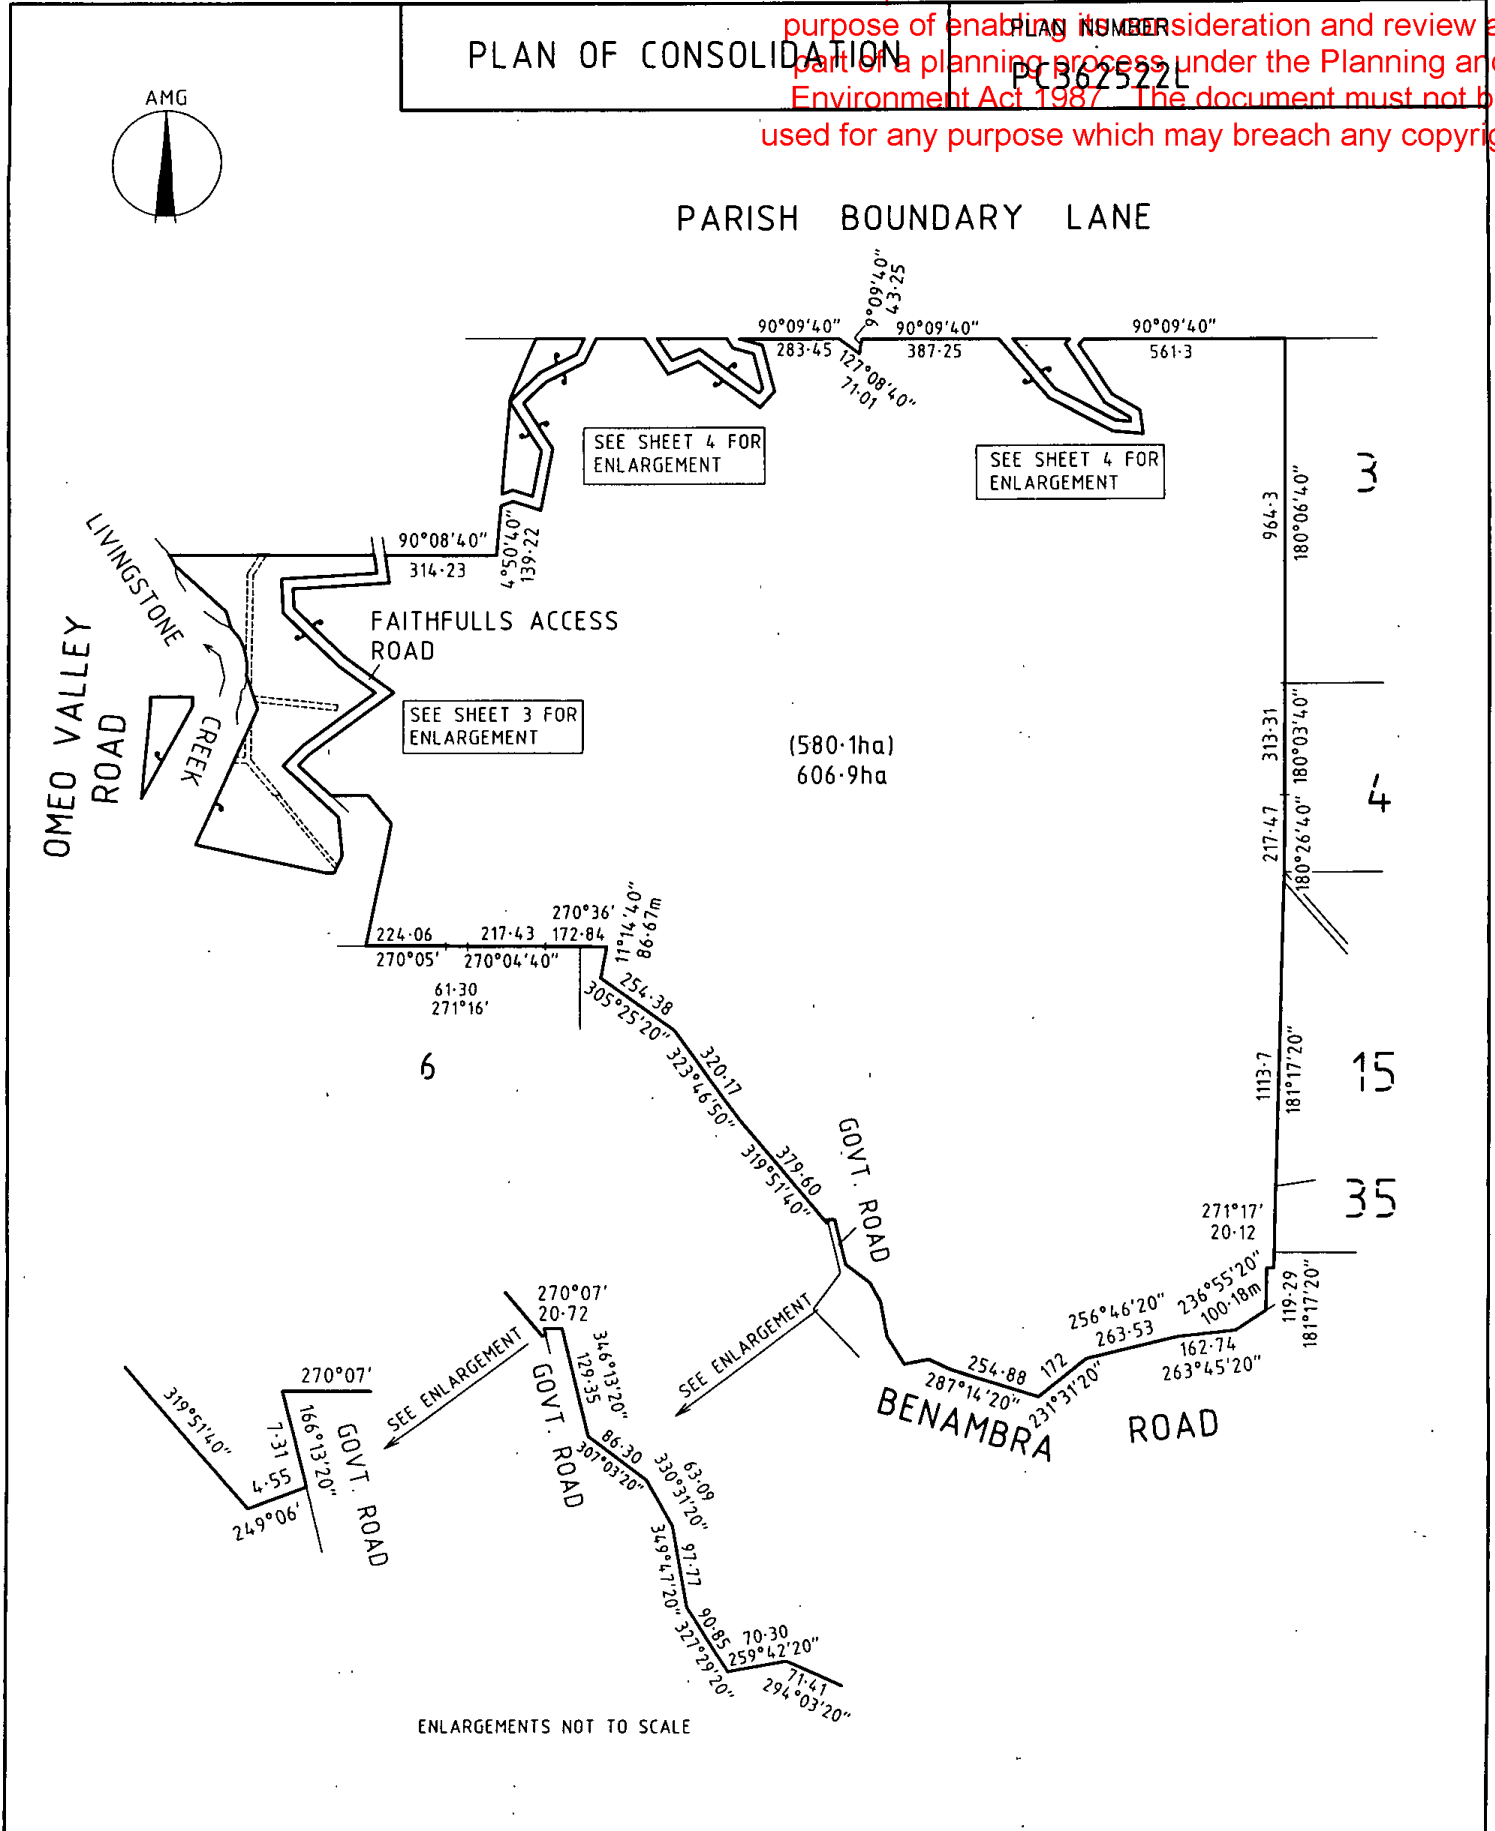 purpose of enabling its consideration and review
part of a planning process under the Planning and
Environment Act 1987. The document must not
used for any purpose which may breach any
PLAN OF CONSOLIDATION
PLAN NUMBER
PC362522L
AMG
PARISH BOUNDARY LANE
90°09'40"
283·45
9°09'40"
43·25
127°08'40"
71·01
90°09'40"
387·25
90°09'40"
561·3
SEE SHEET 4 FOR
ENLARGEMENT
SEE SHEET 4 FOR
ENLARGEMENT
3
964·3
180°06'40"
90°08'40"
314·23
4°50'40"
139·22
LIVINGSTONE
CREEK
FAITHFULLS ACCESS
ROAD
OMEO VALLEY
ROAD
SEE SHEET 3 FOR
ENLARGEMENT
(580·1ha)
606·9ha
313·31
180°03'40"
4
217·47
180°26'40"
224·06
270°05'
61·30
271°16'
217·43
270°04'40"
270°36'
172·84
11°14'40"
86·67m
254·38
305°25'20"
320·17
323°46'50"
379·60
319°51'40"
6
1113·7
181°17'20"
15
35
GOVT. ROAD
271°17'
20·12
119·29
181°17'20"
236°55'20"
100·18m
256°46'20"
263·53
162·74
263°45'20"
172
231°31'20"
254·88
287°14'20"
BENAMBRA ROAD
SEE ENLARGEMENT
270°07'
20·72
346°13'20"
129·35
GOVT. ROAD
86·30
307°03'20"
63·09
330°31'20"
97·77
349°47'20"
90·85
327°29'20"
70·30
259°42'20"
71·41
294°03'20"
SEE ENLARGEMENT
270°07'
319°51'40"
7·31
166°13'20"
4·55
249°06'
GOVT. ROAD
ENLARGEMENTS NOT TO SCALE